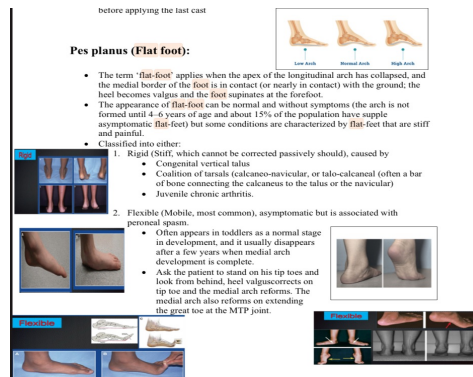 before applying the last cast
Low Arch Normal Arch High Arch
Pes planus (Flat foot):
• The term 'flat-foot' applies when the apex of the longitudinal arch has collapsed, and
the medial border of the foot is in contact (or nearly in contact) with the ground; the
heel becomes valgus and the foot supinates at the forefoot.
• The appearance of flat-foot can be normal and without symptoms (the arch is not
formed until 4–6 years of age and about 15% of the population have supple
asymptomatic flat-feet) but some conditions are characterized by flat-feet that are stiff
and painful.
• Classified into either:
Rigid
1. Rigid (Stiff, which cannot be corrected passively should), caused by
• Congenital vertical talus
• Coalition of tarsals (calcaneo-navicular, or talo-calcaneal (often a bar
of bone connecting the calcaneus to the talus or the navicular)
• Juvenile chronic arthritis.
2. Flexible (Mobile, most common), asymptomatic but is associated with
peroneal spasm.
• Often appears in toddlers as a normal stage
in development, and it usually disappears
after a few years when medial arch
development is complete.
• Ask the patient to stand on his tip toes and
look from behind, heel valguscorrects on
tip toe and the medial arch reforms. The
medial arch also reforms on extending
the great toe at the MTP joint.
Flexible
Flexible